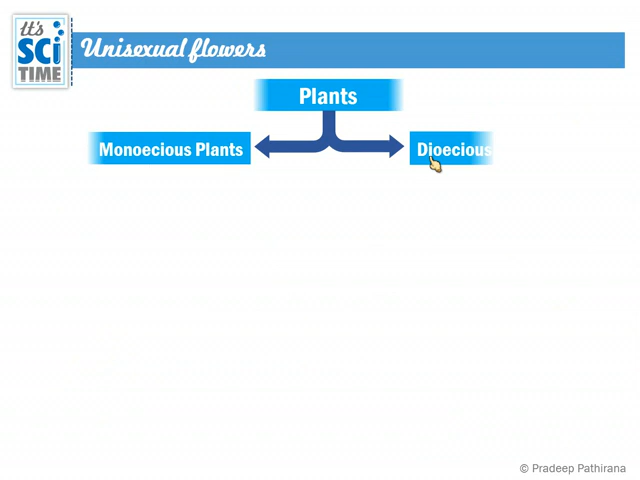 It's
SCi
TIME
Unisexual flowers
Plants
Monoecious Plants
Dioecious
© Pradeep Pathirana